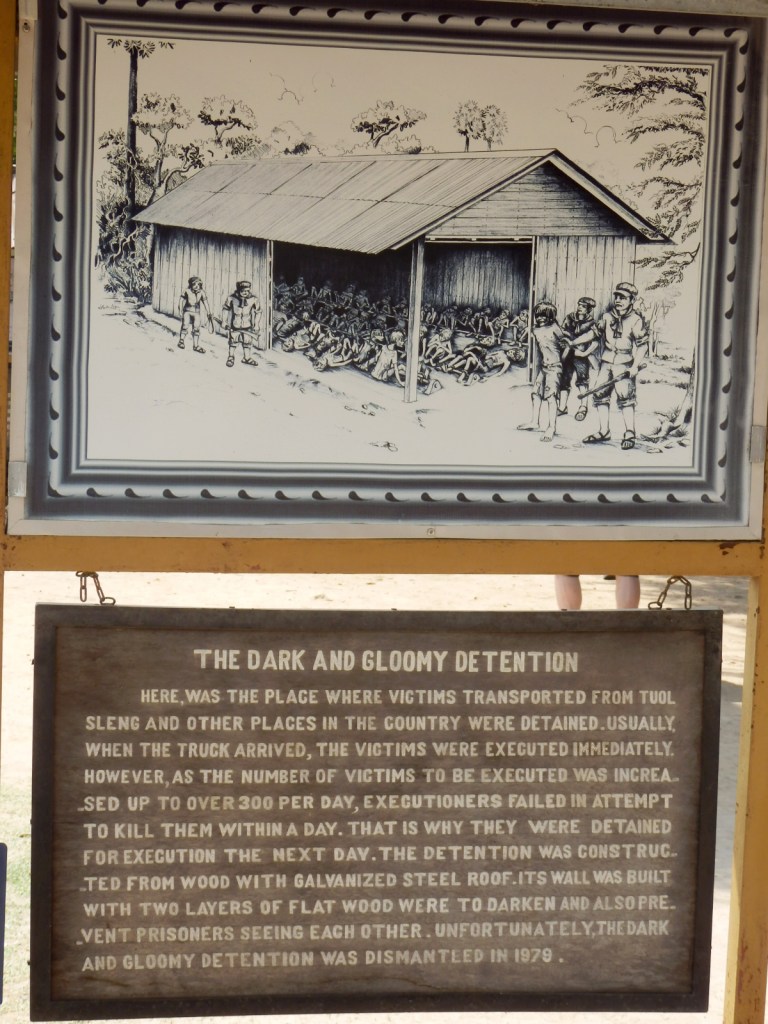 THE DARK AND GLOOMY DETENTION
HERE, WAS THE PLACE WHERE VICTIMS TRANSPORTED FROM TUOL
SLENG AND OTHER PLACES IN THE COUNTRY WERE DETAINED. USUALLY,
WHEN THE TRUCK ARRIVED, THE VICTIMS WERE EXECUTED IMMEDIATELY.
HOWEVER, AS THE NUMBER OF VICTIMS TO BE EXECUTED WAS INCREA-
-SED UP TO OVER 300 PER DAY, EXECUTIONERS FAILED IN ATTEMPT
TO KILL THEM WITHIN A DAY. THAT IS WHY THEY WERE DETAINED
FOR EXECUTION THE NEXT DAY. THE DETENTION WAS CONSTRUC-
-TED FROM WOOD WITH GALVANIZED STEEL ROOF. ITS WALL WAS BUILT
WITH TWO LAYERS OF FLAT WOOD WERE TO DARKEN AND ALSO PRE-
-VENT PRISONERS SEEING EACH OTHER. UNFORTUNATELY, THE DARK
AND GLOOMY DETENTION WAS DISMANTEED IN 1979.